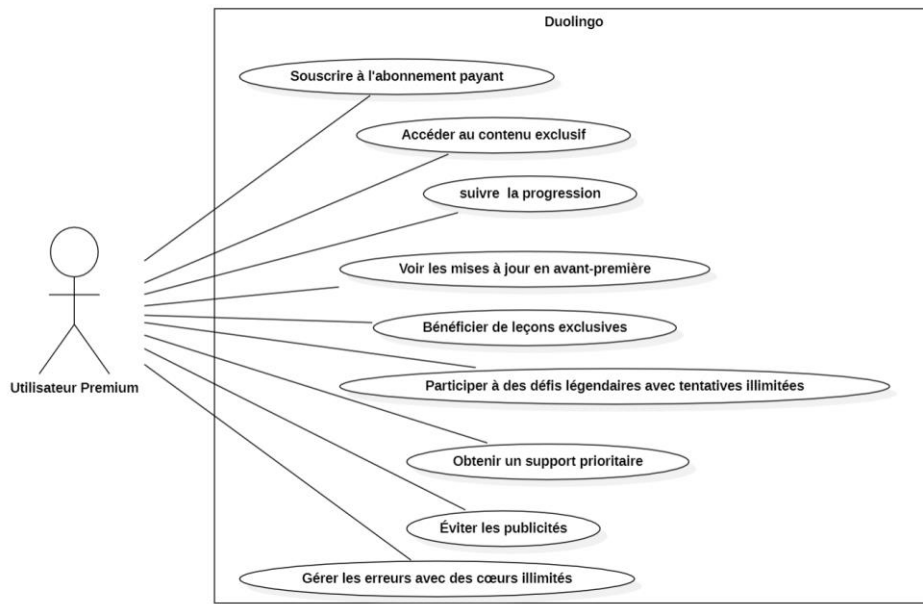 Duolingo
Souscrire à l'abonnement payant
Accéder au contenu exclusif
suivre la progression
Voir les mises à jour en avant-première
Bénéficier de leçons exclusives
Utilisateur Premium
Participer à des défis légendaires avec tentatives illimitées
Obtenir un support prioritaire
Éviter les publicités
Gérer les erreurs avec des cœurs illimités